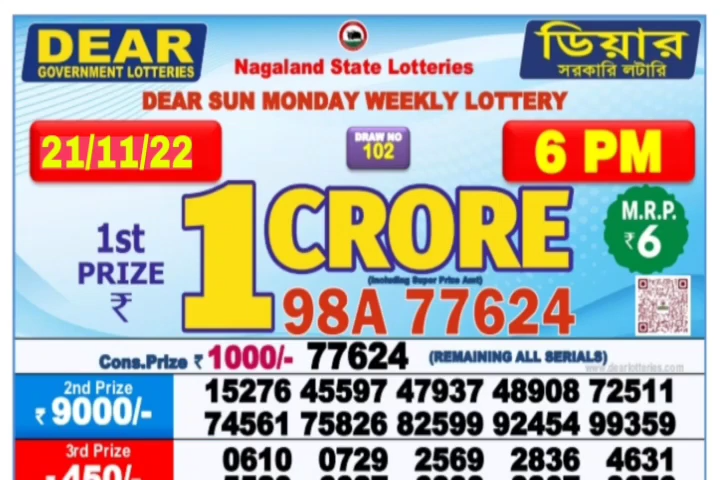 DEAR
GOVERNMENT LOTTERIES
Nagaland State Lotteries
ডিয়ার
সরকারি লটারি
DEAR SUN MONDAY WEEKLY LOTTERY
21/11/22
DRAW NO
102
6 PM
1st
PRIZE
₹
1 CRORE
(Including Super Prize Amt)
98A 77624
M.R.P.
₹6
Cons.Prize ₹ 1000/- 77624 (REMAINING ALL SERIALS)
www.dearlotteries.com
2nd Prize
₹ 9000/-
15276 45597 47937 48908 72511
74561 75826 82599 92454 99359
3rd Prize
0610 0729 2569 2836 4631